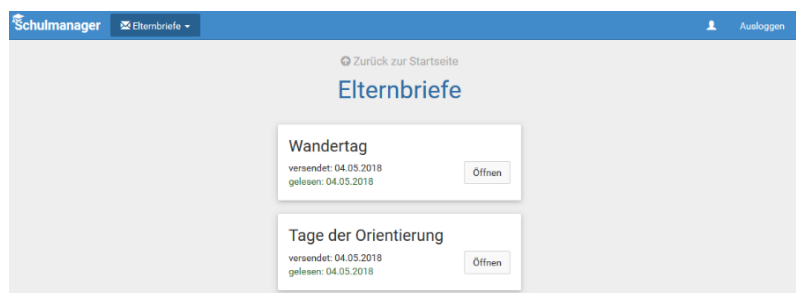 Schulmanager Elternbriefe Ausloggen
Zurück zur Startseite
Elternbriefe
Wandertag
versendet: 04.05.2018
gelesen: 04.05.2018
Öffnen
Tage der Orientierung
versendet: 04.05.2018
gelesen: 04.05.2018
Öffnen